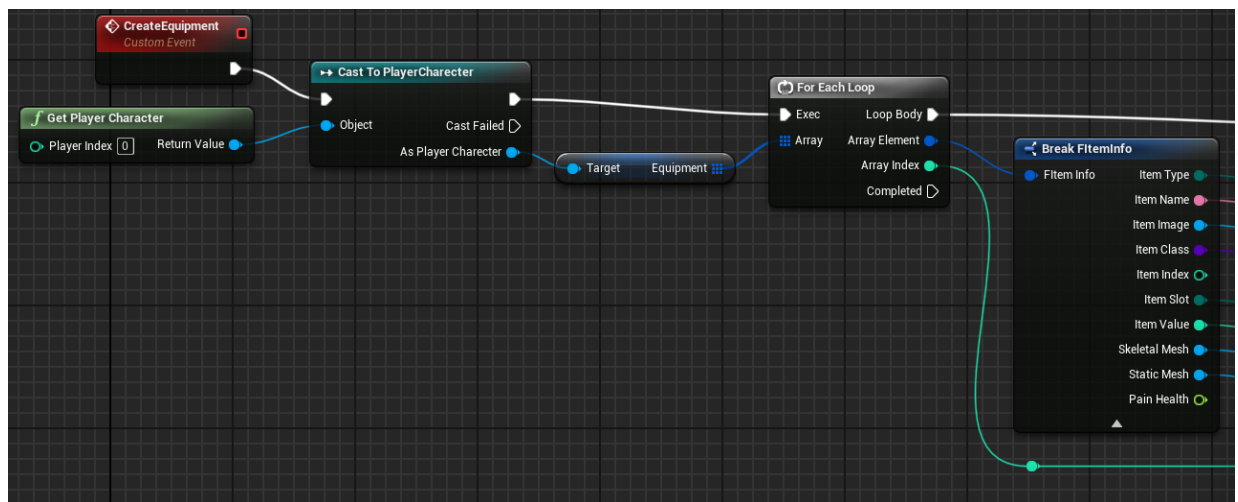 CreateEquipment
Custom Event
Get Player Character
Player Index 0 Return Value
Cast To PlayerCharecter
Object Cast Failed
As Player Charecter
Target Equipment
For Each Loop
Exec Loop Body
Array Array Element
Array Index
Completed
Break FItemInfo
FItem Info Item Type
Item Name
Item Image
Item Class
Item Index
Item Slot
Item Value
Skeletal Mesh
Static Mesh
Pain Health